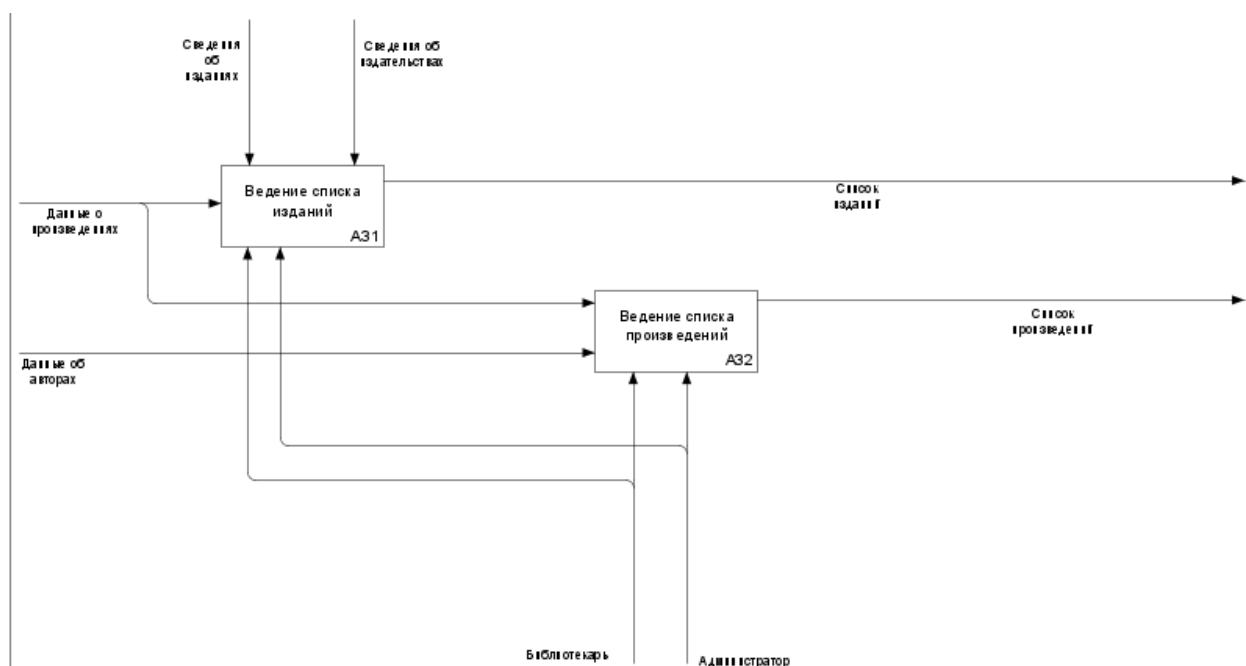 Сведения
об
изданиях
Сведения об
издательствах
Ведение списка
изданий
A31
Список
изданий
Данные о
произведениях
Ведение списка
произведений
A32
Список
произведений
Данные об
авторах
Библиотекарь
Администратор